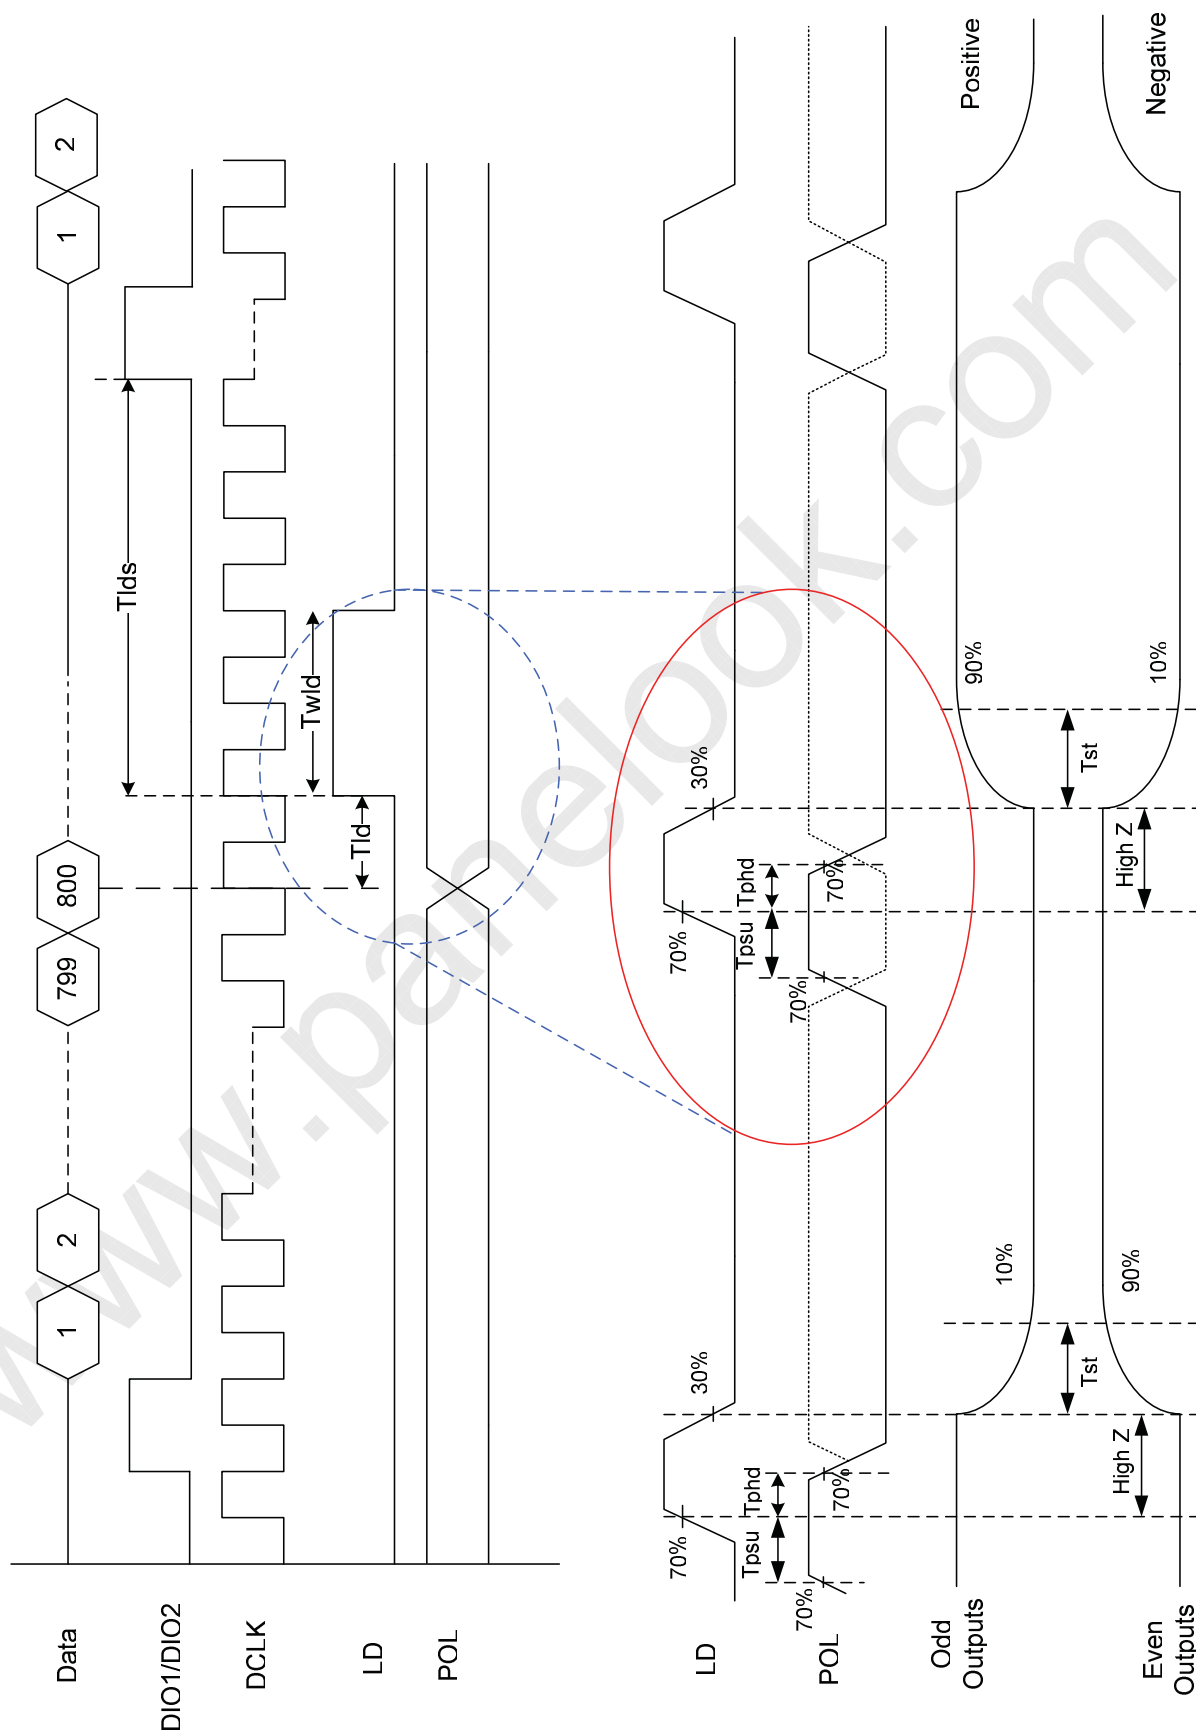 Data
1
2
799
800
1
2
DIO1/DIO2
Tlds
DCLK
LD
Tld
Twld
POL
LD
70%
30%
70%
30%
Tpsu
Tphd
Tpsu
Tphd
POL
70%
70%
70%
70%
Odd
Outputs
10%
90%
Positive
Tst
Tst
High Z
High Z
Even
Outputs
90%
10%
Negative
www.panelook.com